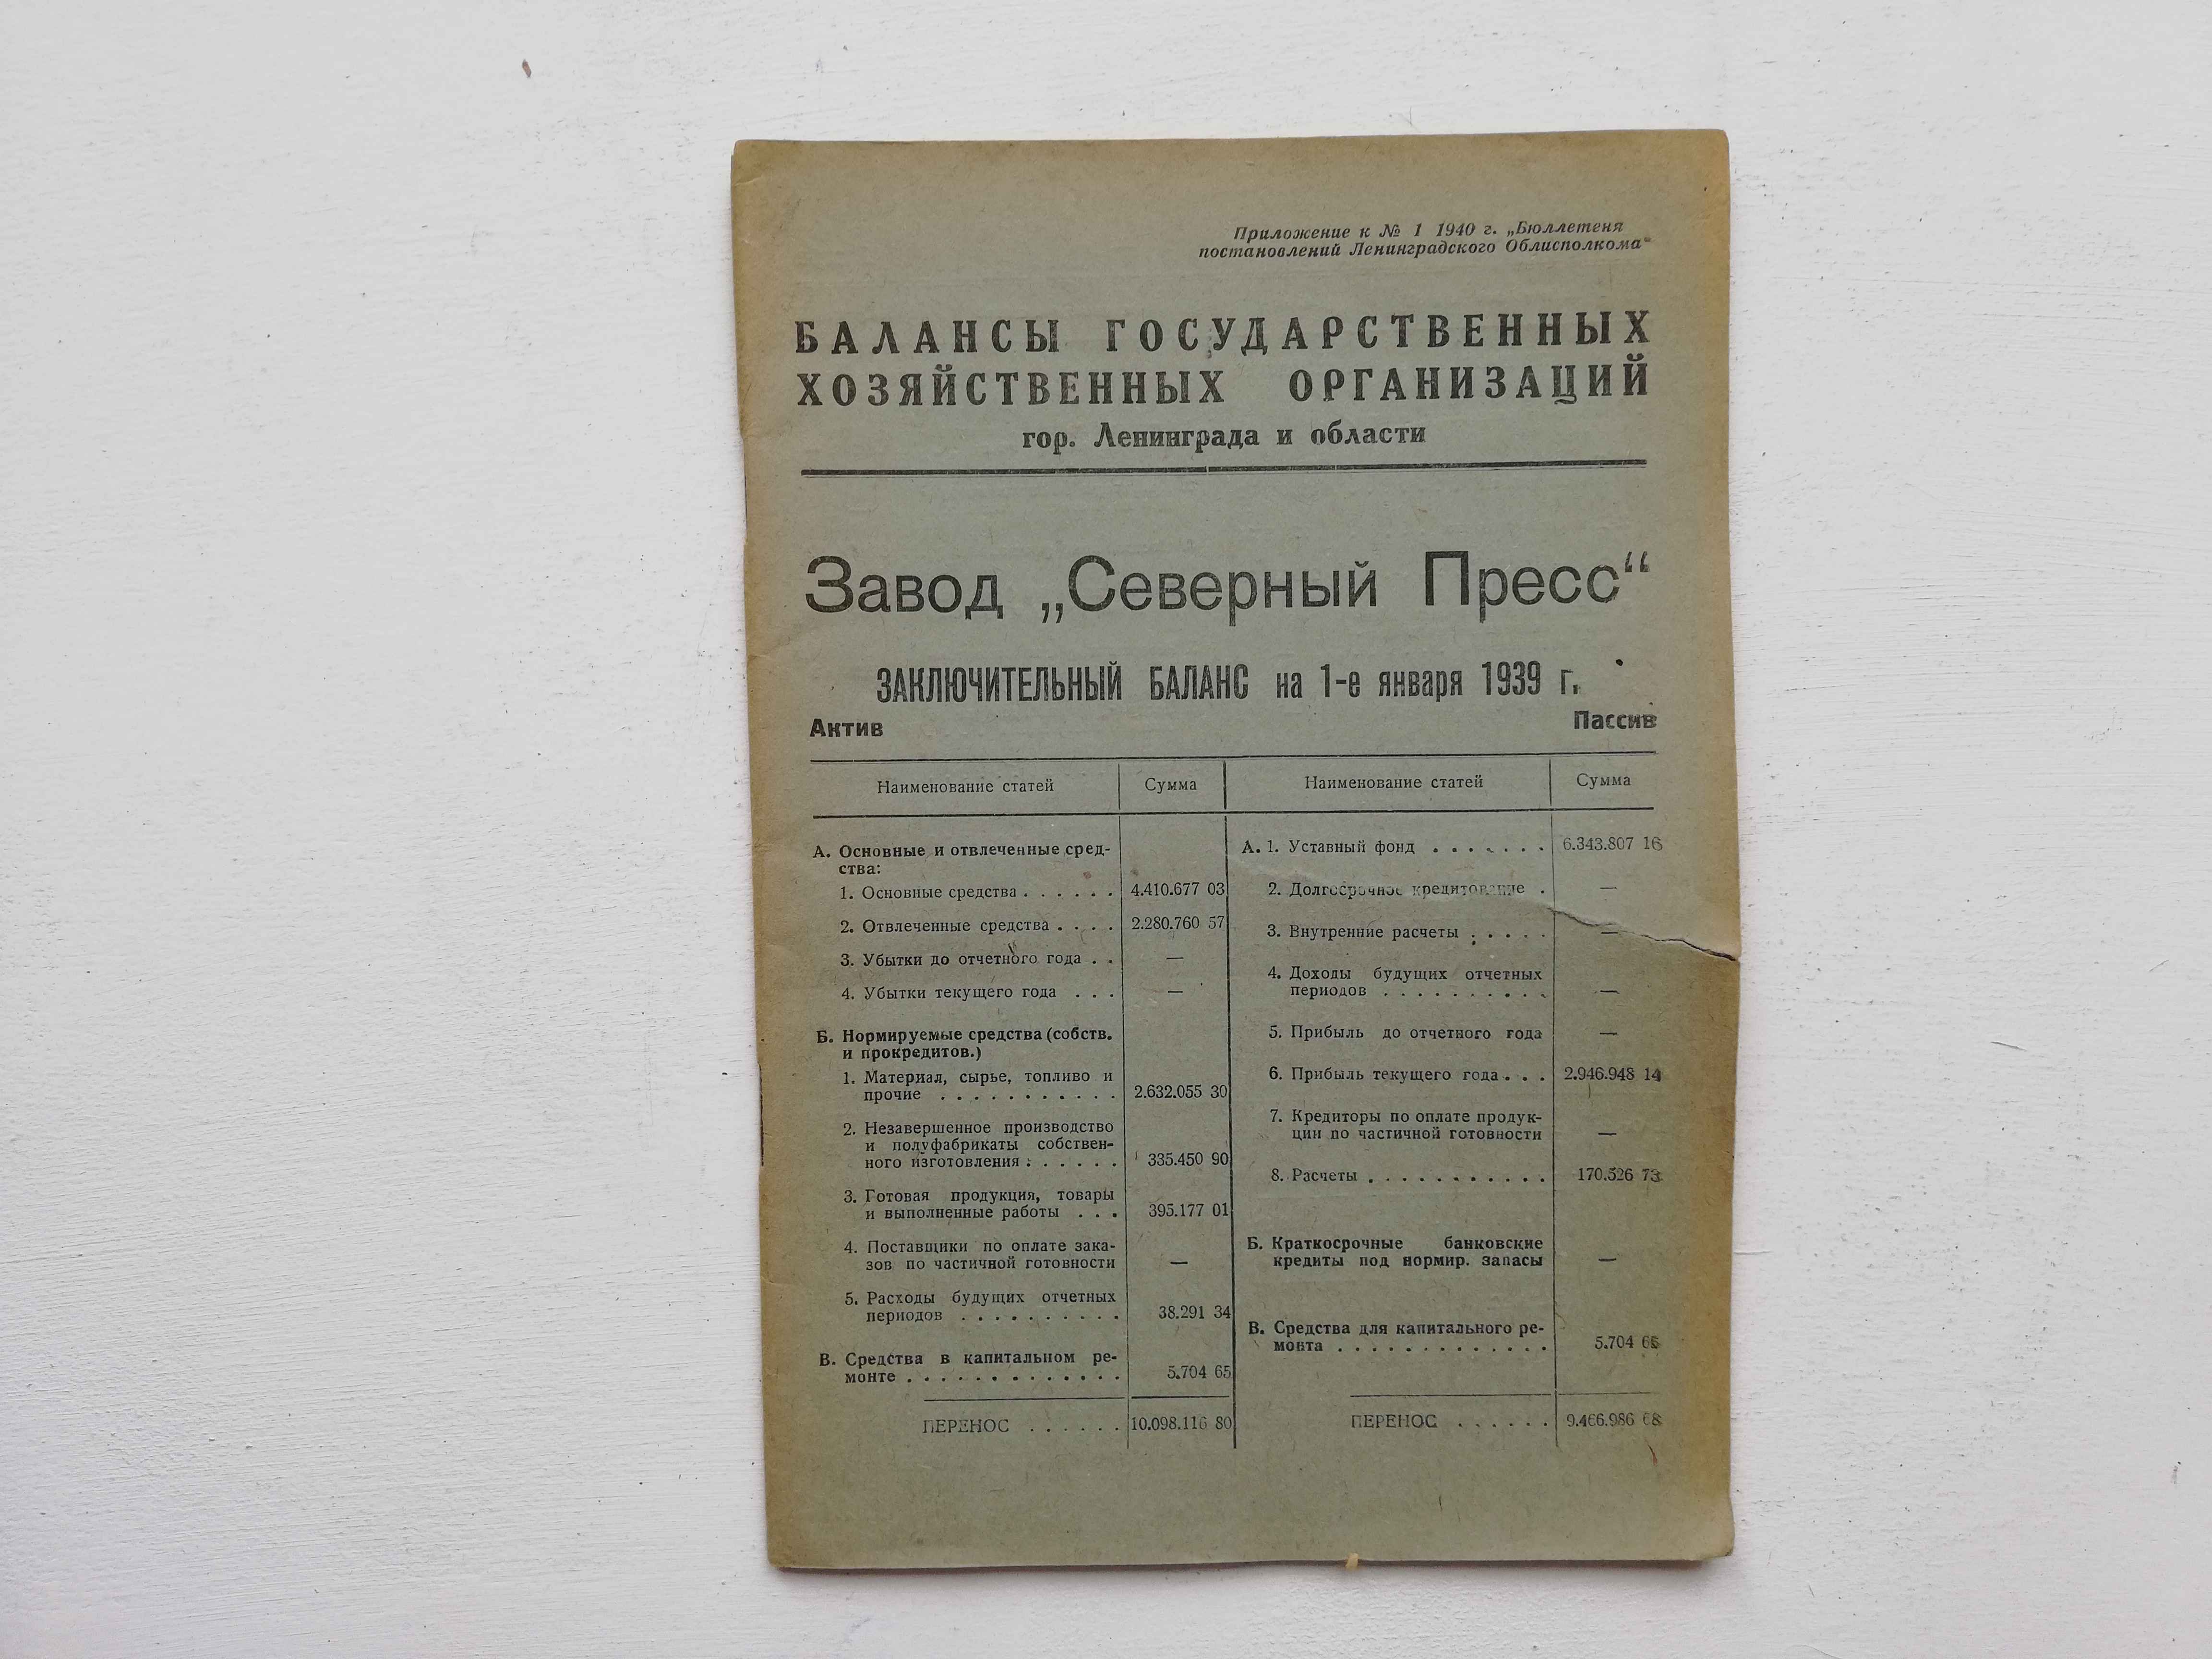 Приложение к № 1 1940 г. „Бюллетеня
постановлений Ленинградского Облисполкома“
БАЛАНСЫ ГОСУДАРСТВЕННЫХ
ХОЗЯЙСТВЕННЫХ ОРГАНИЗАЦИЙ
гор. Ленинграда и области
Завод „Северный Пресс“
ЗАКЛЮЧИТЕЛЬНЫЙ БАЛАНС на 1-е января 1939 г.
Актив
Пассив
Наименование статей
Сумма
Наименование статей
Сумма
А. Основные и отвлеченные сред-
ства:
1. Основные средства . . . . . . 4.410.677 03
2. Отвлеченные средства . . . . 2.280.760 57
3. Убытки до отчетного года . . —
4. Убытки текущего года . . . —
Б. Нормируемые средства (собств.
и прокредитов.)
1. Материал, сырье, топливо и
прочие . . . . . . . . . . . 2.632.055 30
2. Незавершенное производство
и полуфабрикаты собствен-
ного изготовления . . . . . . 335.450 90
3. Готовая продукция, товары
и выполненные работы . . . 395.177 01
4. Поставщики по оплате зака-
зов по частичной готовности —
5. Расходы будущих отчетных
периодов . . . . . . . . . . 38.291 34
В. Средства в капитальном ре-
монте . . . . . . . . . . . . . 5.704 65
ПЕРЕНОС . . . . . . 10.098.116 80
А. 1. Уставный фонд . . . . . . . 6.343.807 16
2. Долгосрочное кредитование . —
3. Внутренние расчеты . . . . . —
4. Доходы будущих отчетных
периодов . . . . . . . . . . —
5. Прибыль до отчетного года —
6. Прибыль текущего года . . . 2.946.948 14
7. Кредиторы по оплате продук-
ции по частичной готовности —
8. Расчеты . . . . . . . . . . . 170.526 73
Б. Краткосрочные банковские
кредиты под нормир. запасы —
В. Средства для капитального ре-
монта . . . . . . . . . . . . . 5.704 65
ПЕРЕНОС . . . . . . 9.466.986 68